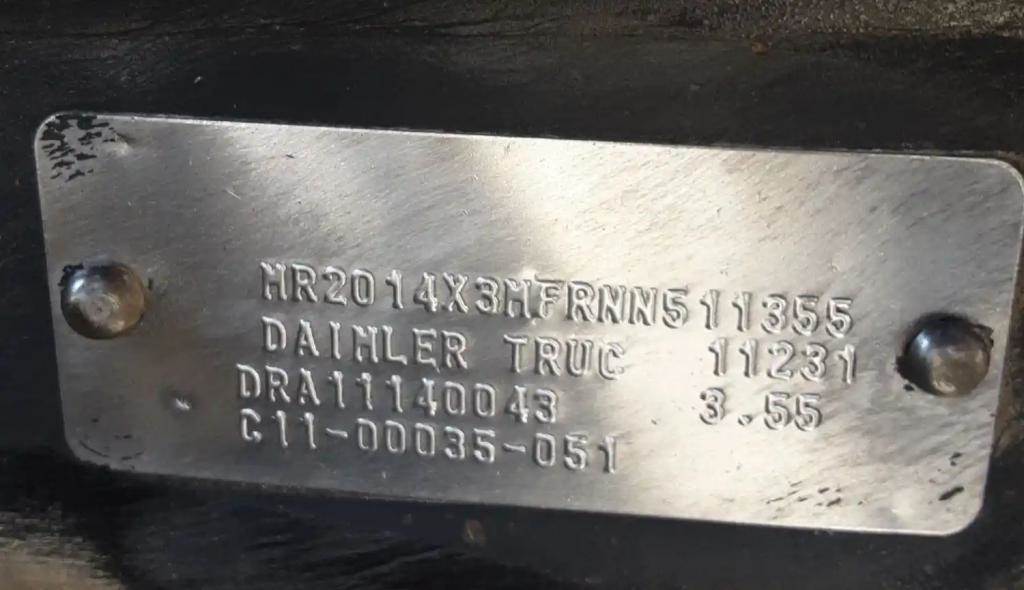 MR2014X3MFRNN511355
DAIMLER TRUC 11231
DRA11140043 3.55
C11-00035-051